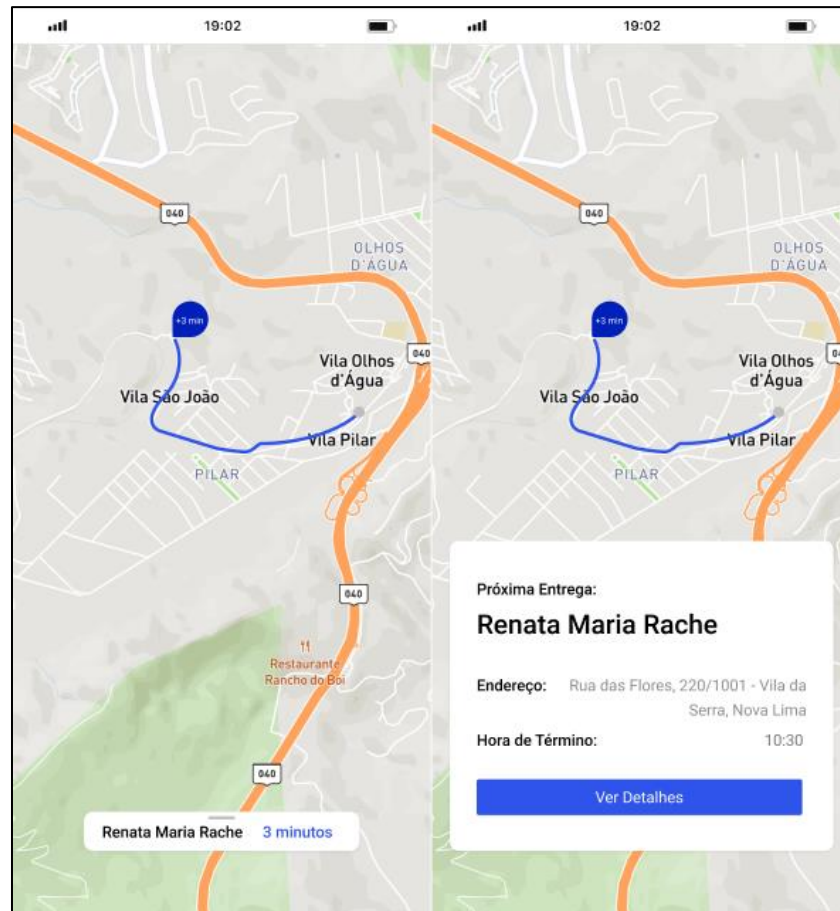 19:02
040
OLHOS
D'ÁGUA
+3 min
040
Vila Olhos
d'Água
Vila São João
Vila Pilar
PILAR
040
Restaurante
Rancho do Boi
040
Renata Maria Rache 3 minutos
19:02
040
OLHOS
D'ÁGUA
+3 min
Vila Olhos
d'Água
Vila São João
Vila Pilar
PILAR
Próxima Entrega:
Renata Maria Rache
Endereço: Rua das Flores, 220/1001 - Vila da
Serra, Nova Lima
Hora de Término: 10:30
Ver Detalhes